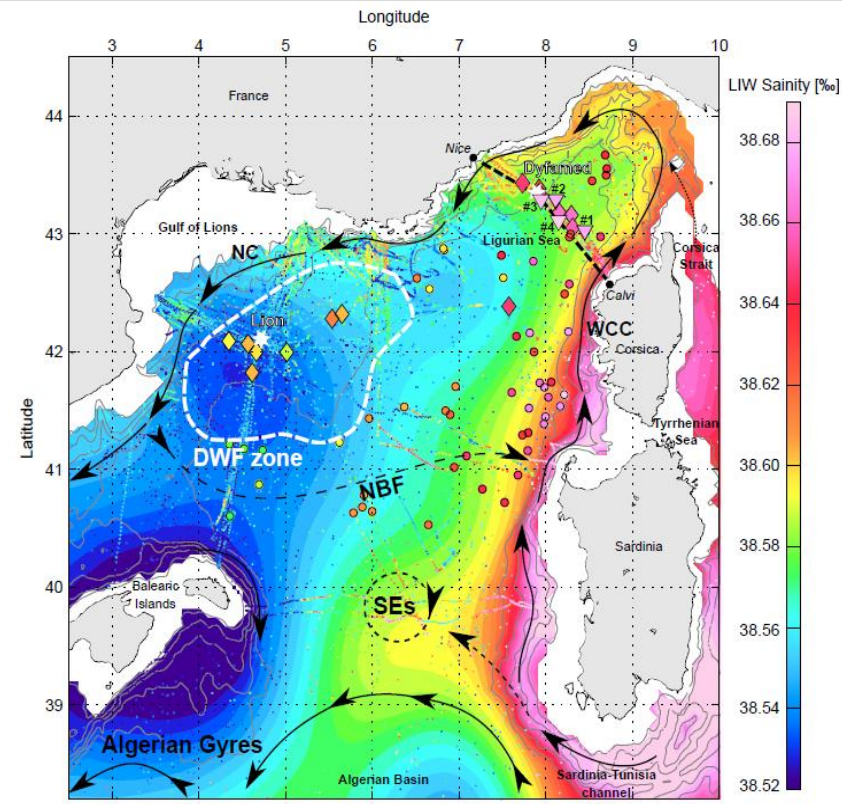 Longitude
3 4 5 6 7 8 9 10
LIW Sainity [‰]
44
France
38.68
Nice
Dyfamed
#2
#3
#1
#4
38.66
43
Gulf of Lions
Ligurian Sea
NC
Corsica
Strait
Calvi
38.64
Lion
WCC
42
Corsica
38.62
Latitude
Tyrrhenian
Sea
DWF zone
41
38.60
NBF
38.58
Sardinia
40
Balearic
Islands
SEs
38.56
39
38.54
Algerian Gyres
Algerian Basin
Sardinia-Tunisia
channel
38.52